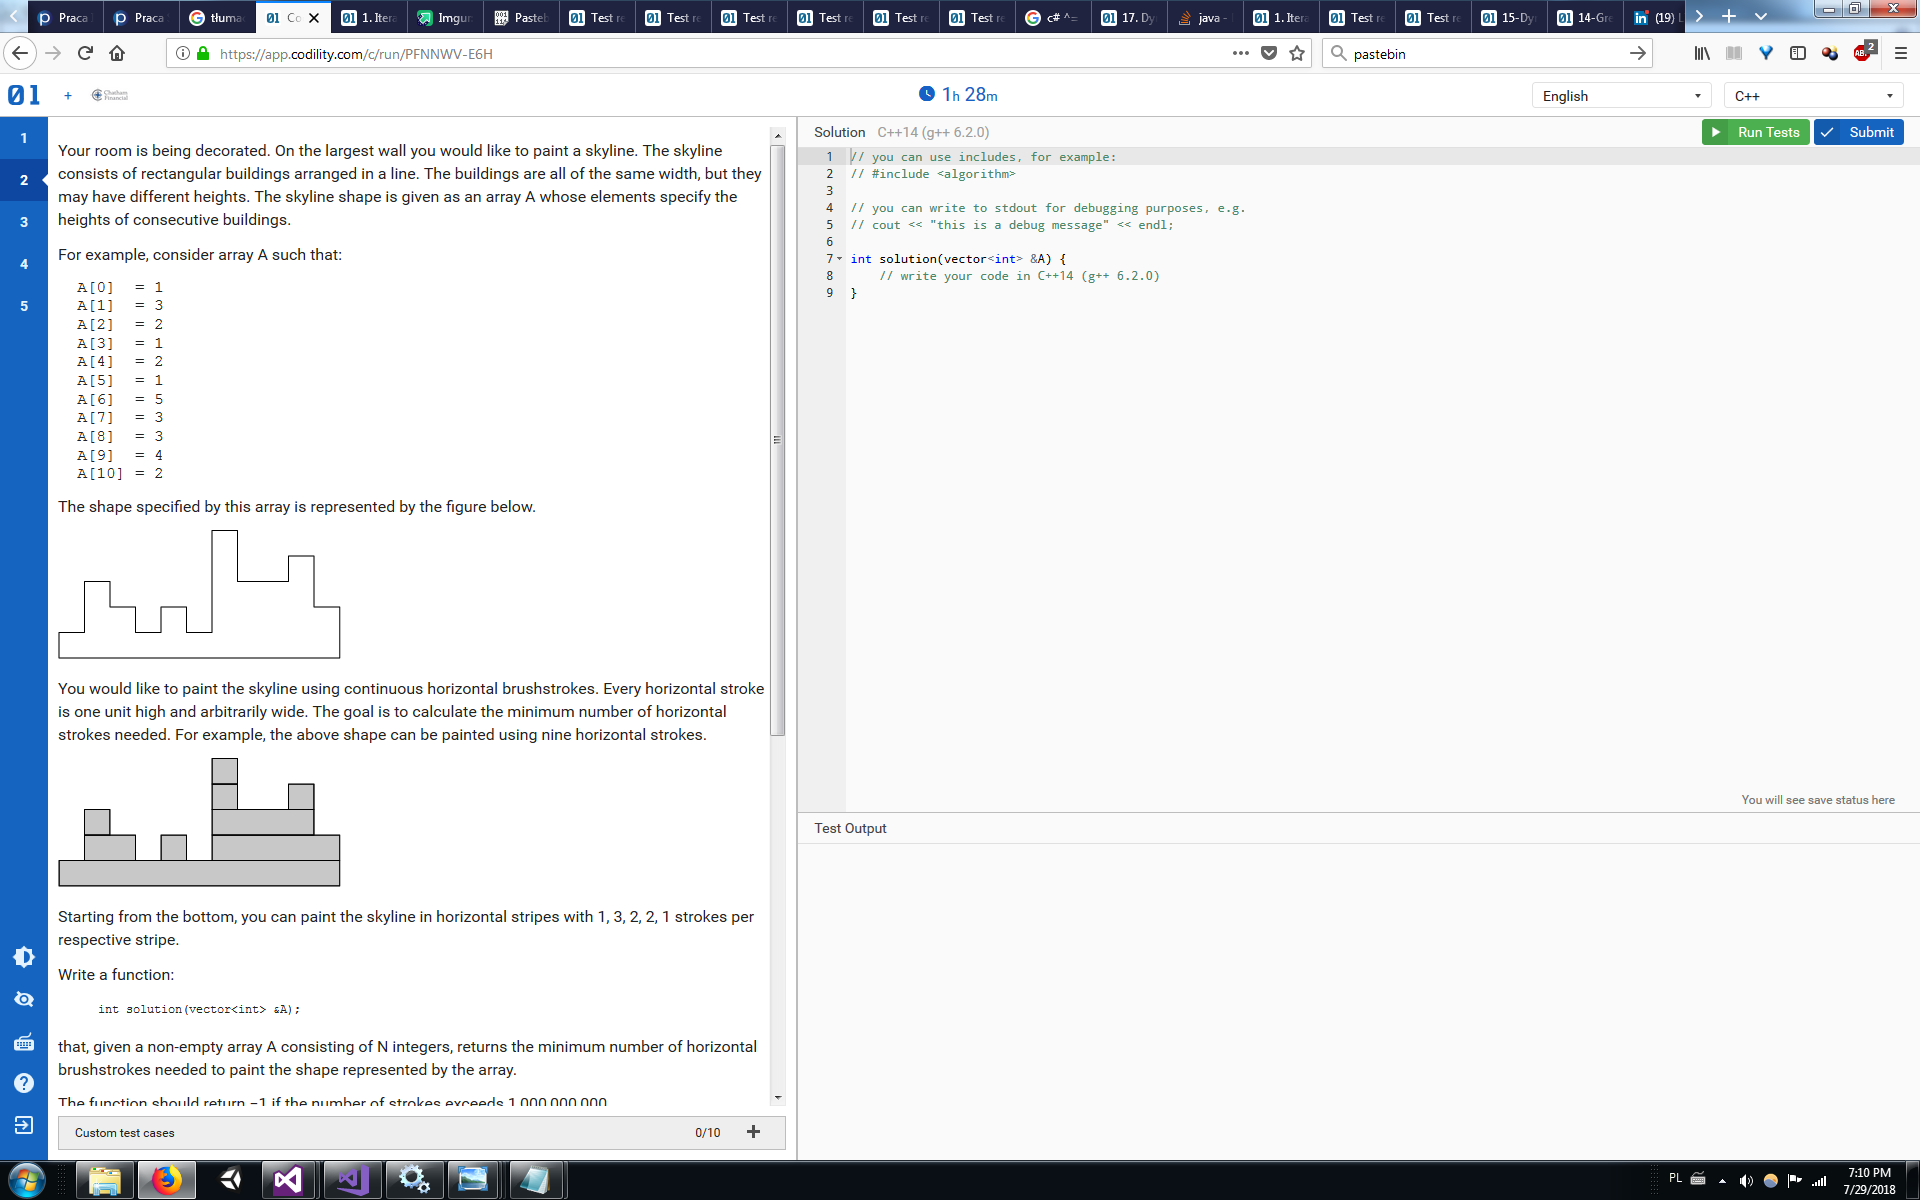 Praca
Praca
tłuma
Co
1. Itera
Imgur
Pasteb
Test re
Test re
Test re
Test re
Test re
Test re
c# ^=
17. Dy
java -
1. Itera
Test re
Test re
15-Dy
14-Gre
(19) L
https://app.codility.com/c/run/PFNNWV-E6H
pastebin
2
01
+
Chatham Financial
1h 28m
English
C++
1
2
3
4
5
Your room is being decorated. On the largest wall you would like to paint a skyline. The skyline
consists of rectangular buildings arranged in a line. The buildings are all of the same width, but they
may have different heights. The skyline shape is given as an array A whose elements specify the
heights of consecutive buildings.
For example, consider array A such that:
A[0] = 1
A[1] = 3
A[2] = 2
A[3] = 1
A[4] = 2
A[5] = 1
A[6] = 5
A[7] = 3
A[8] = 3
A[9] = 4
A[10] = 2
The shape specified by this array is represented by the figure below.
You would like to paint the skyline using continuous horizontal brushstrokes. Every horizontal stroke
is one unit high and arbitrarily wide. The goal is to calculate the minimum number of horizontal
strokes needed. For example, the above shape can be painted using nine horizontal strokes.
Starting from the bottom, you can paint the skyline in horizontal stripes with 1, 3, 2, 2, 1 strokes per
respective stripe.
Write a function:
int solution(vector<int> &A);
that, given a non-empty array A consisting of N integers, returns the minimum number of horizontal
brushstrokes needed to paint the shape represented by the array.
The function should return −1 if the number of strokes exceeds 1,000,000,000.
Custom test cases
0/10
+
Solution C++14 (g++ 6.2.0)
Run Tests
Submit
1 // you can use includes, for example:
2 // #include <algorithm>
3
4 // you can write to stdout for debugging purposes, e.g.
5 // cout << "this is a debug message" << endl;
6
7 int solution(vector<int> &A) {
8 // write your code in C++14 (g++ 6.2.0)
9 }
You will see save status here
Test Output
PL
7:10 PM
7/29/2018